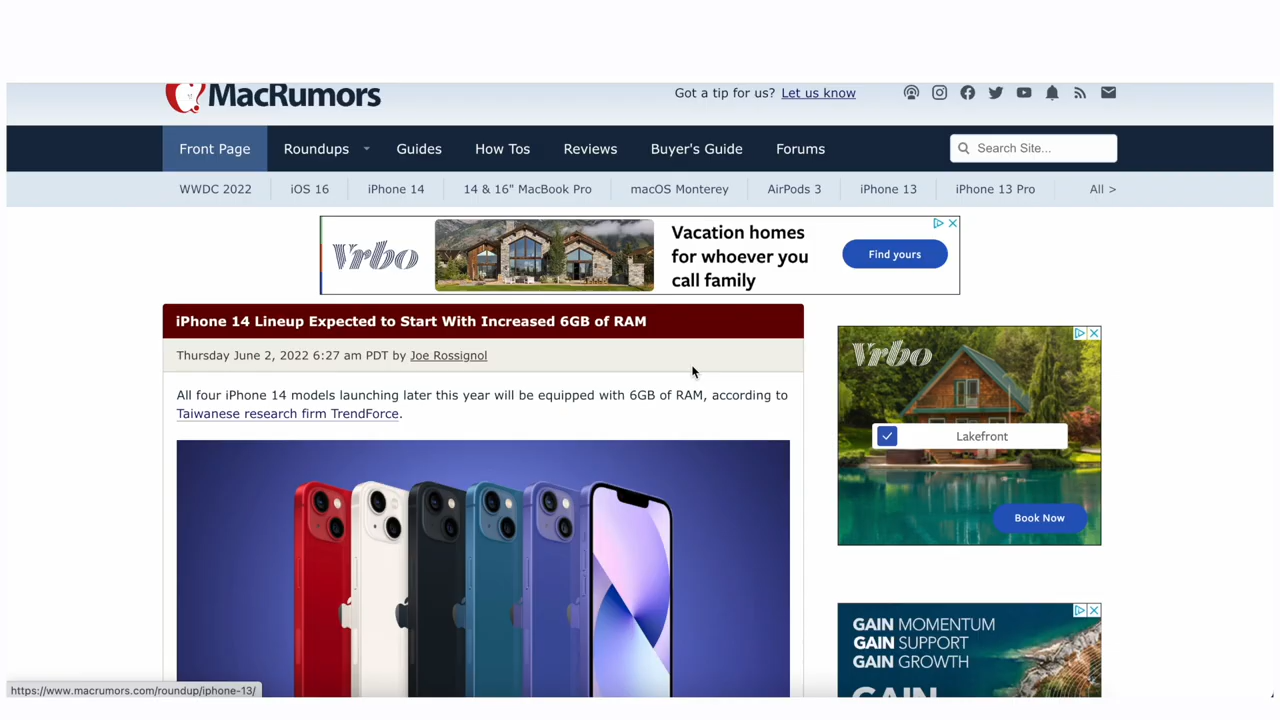 MacRumors
Got a tip for us? Let us know
Front Page
Roundups
Guides
How Tos
Reviews
Buyer's Guide
Forums
Search Site...
WWDC 2022
iOS 16
iPhone 14
14 & 16" MacBook Pro
macOS Monterey
AirPods 3
iPhone 13
iPhone 13 Pro
All >
Vrbo
Vacation homes
for whoever you
call family
Find yours
iPhone 14 Lineup Expected to Start With Increased 6GB of RAM
Thursday June 2, 2022 6:27 am PDT by Joe Rossignol
All four iPhone 14 models launching later this year will be equipped with 6GB of RAM, according to
Taiwanese research firm TrendForce.
Vrbo
Lakefront
Book Now
GAIN MOMENTUM
GAIN SUPPORT
GAIN GROWTH
GAIN
https://www.macrumors.com/roundup/iphone-13/